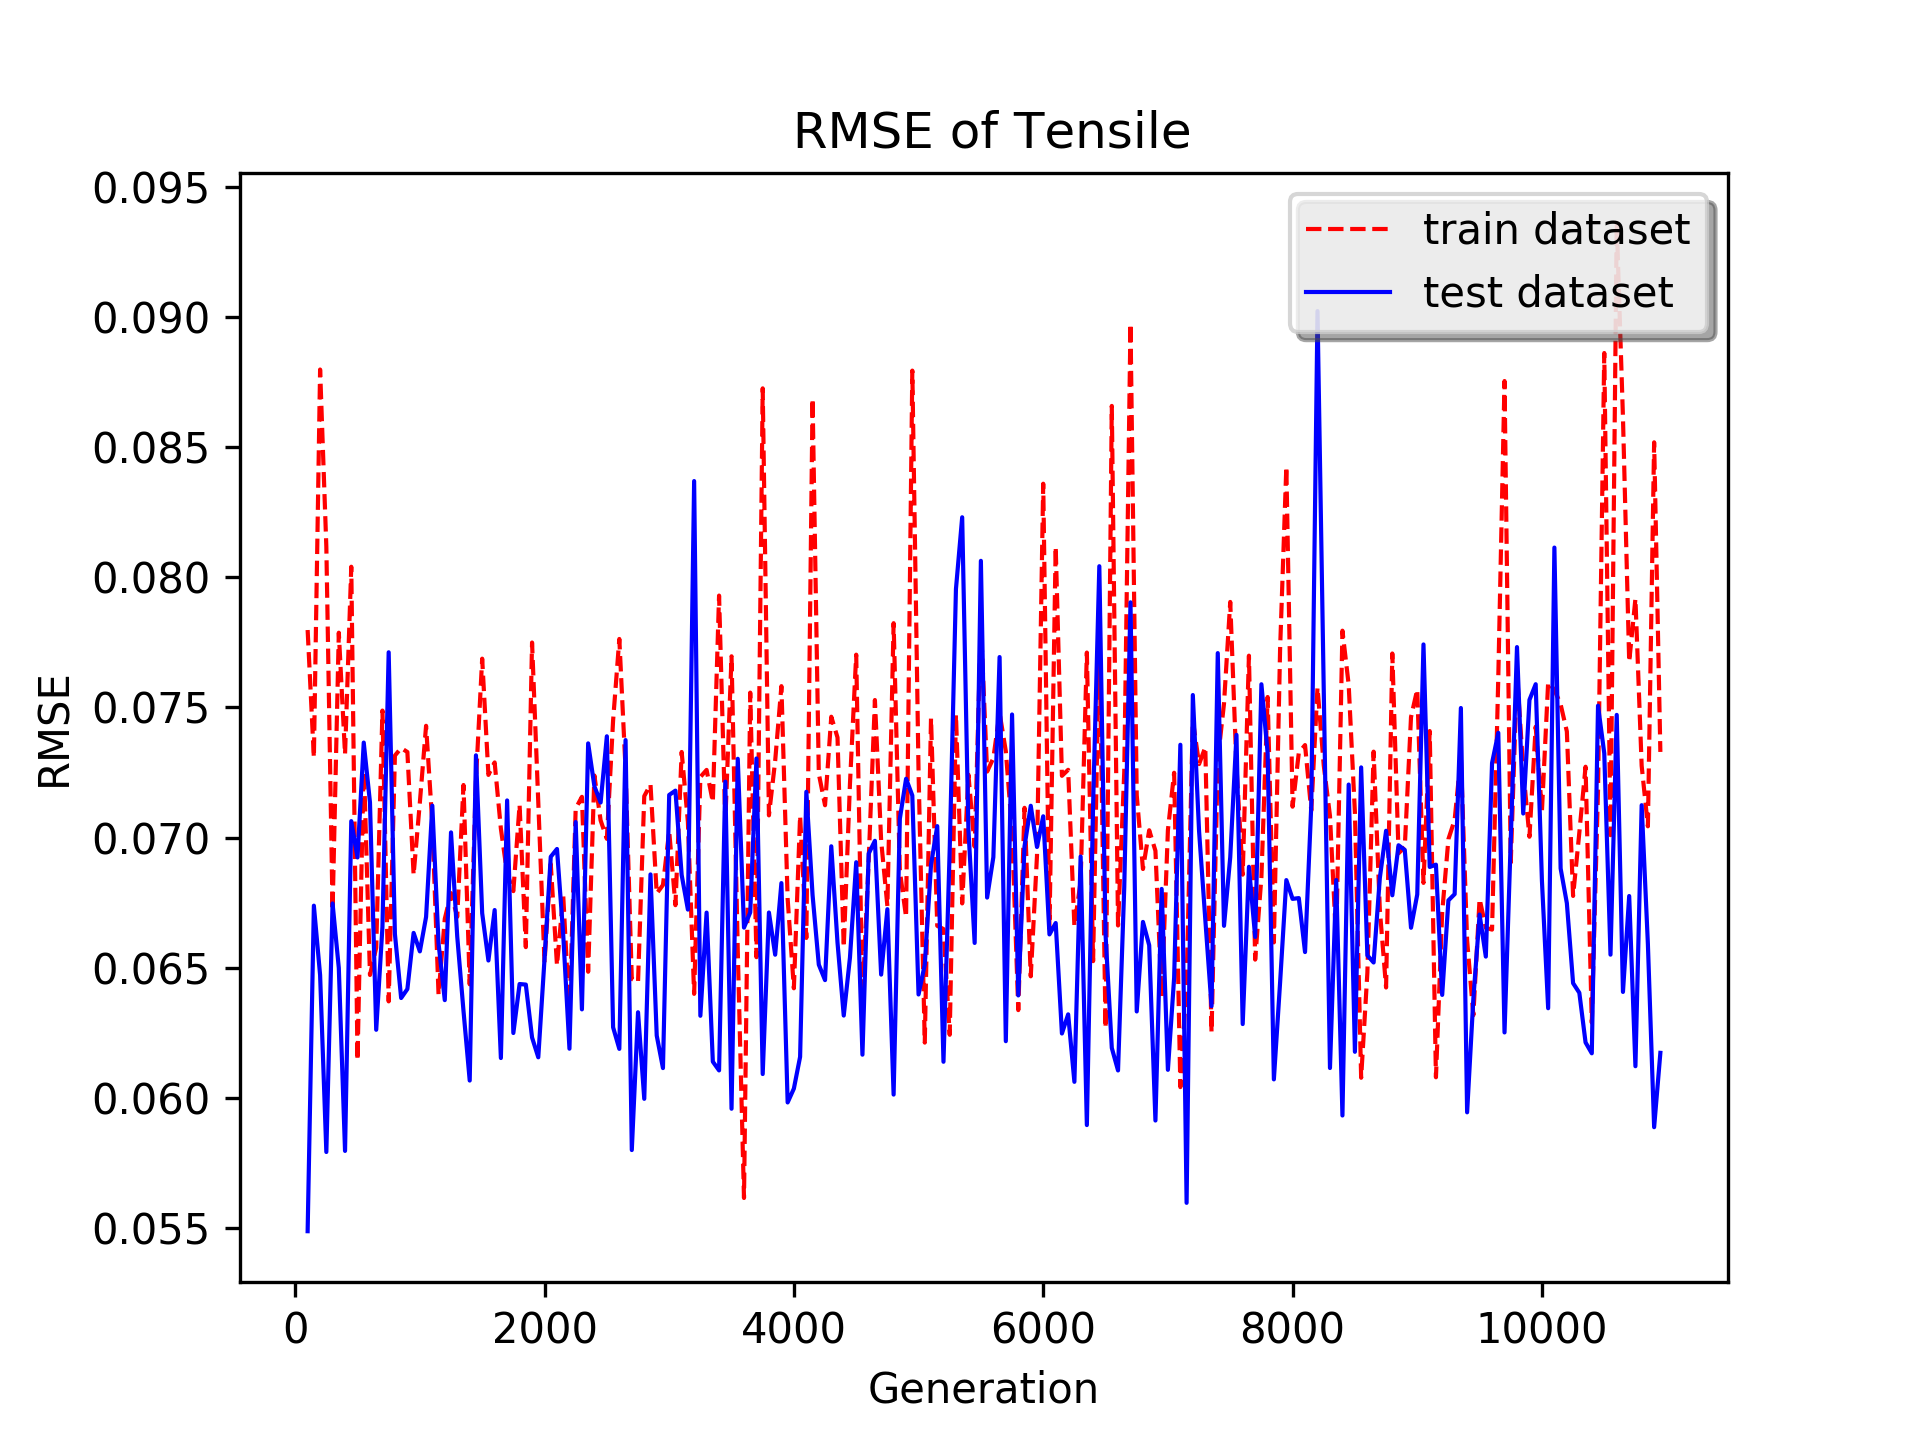 RMSE of Tensile
train dataset
test dataset
0.095
0.090
0.085
0.080
0.075
0.070
0.065
0.060
0.055
RMSE
0 2000 4000 6000 8000 10000
Generation